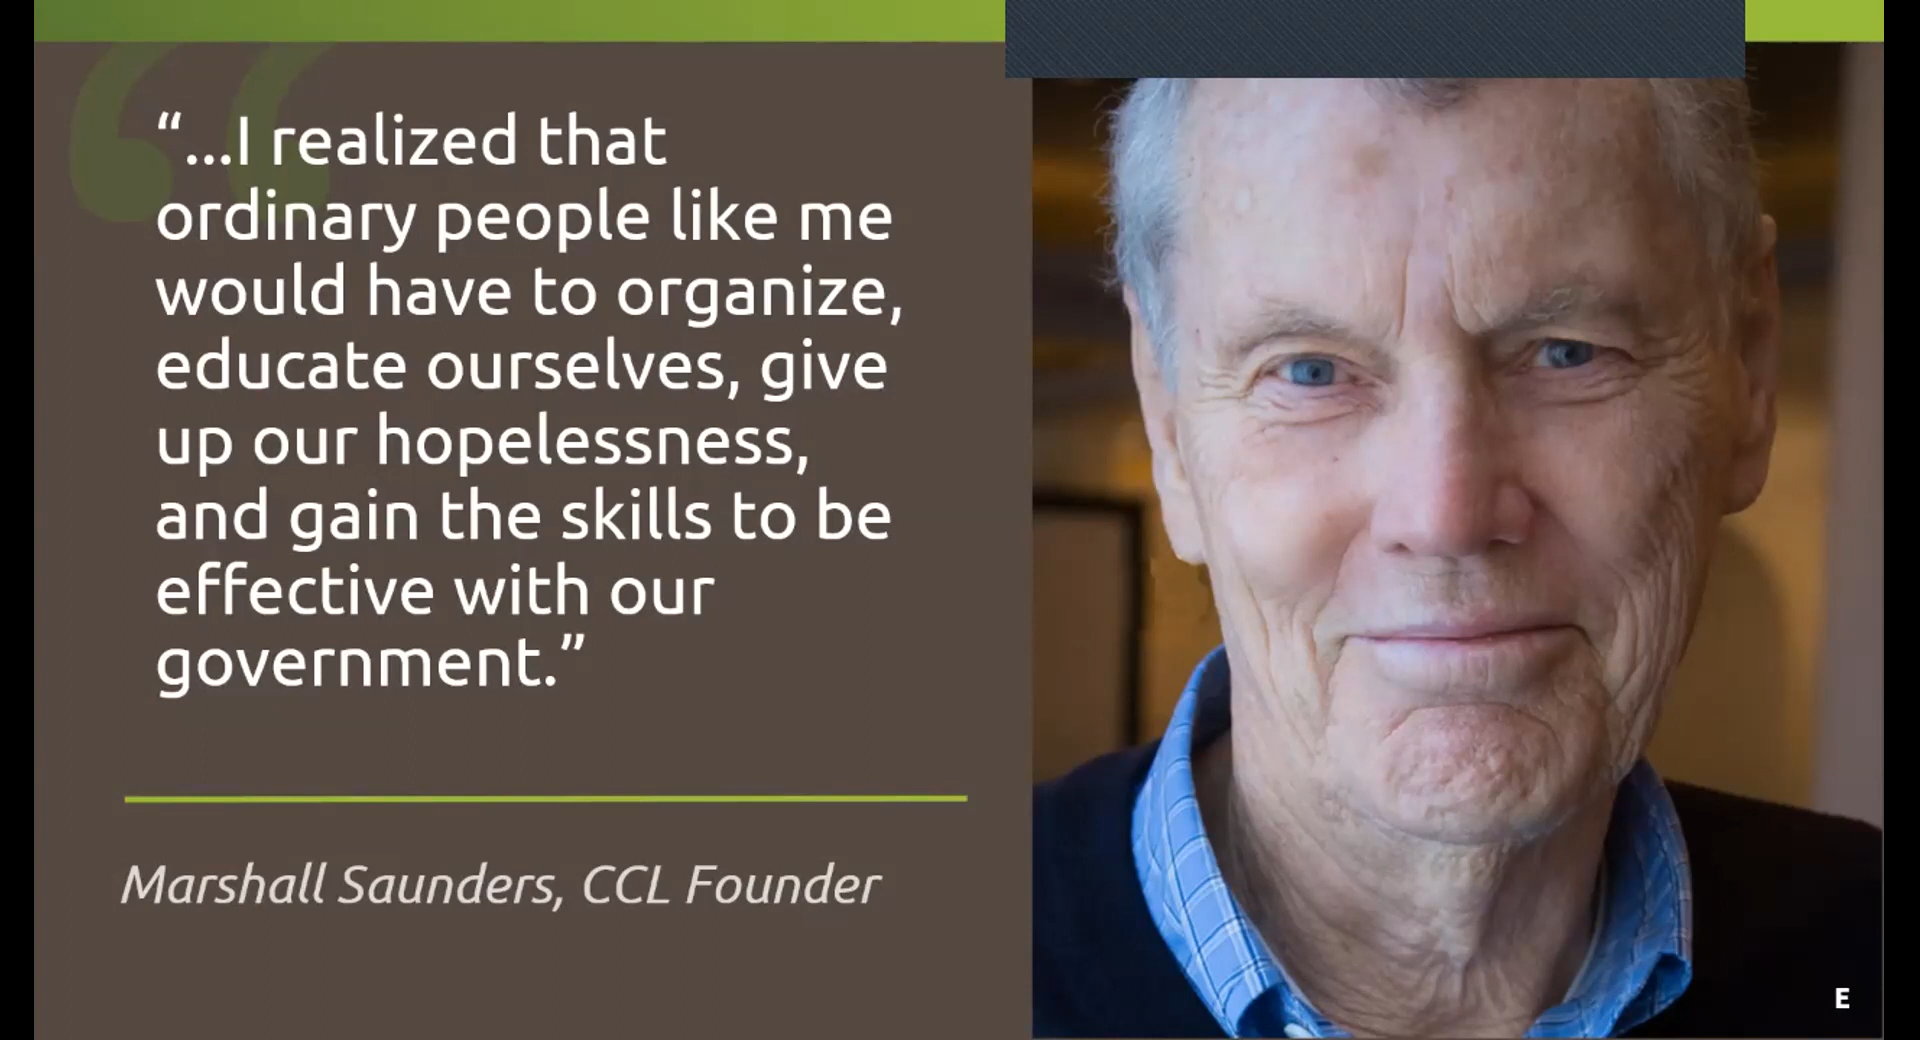 “...I realized that
ordinary people like me
would have to organize,
educate ourselves, give
up our hopelessness,
and gain the skills to be
effective with our
government.”
Marshall Saunders, CCL Founder
E